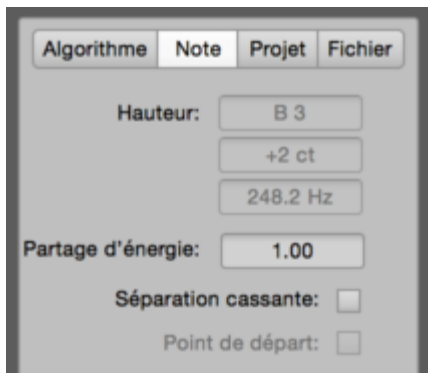 Algorithme Note Projet Fichier
Hauteur: B 3
+2 ct
248.2 Hz
Partage d'énergie: 1.00
Séparation cassante:
Point de départ: